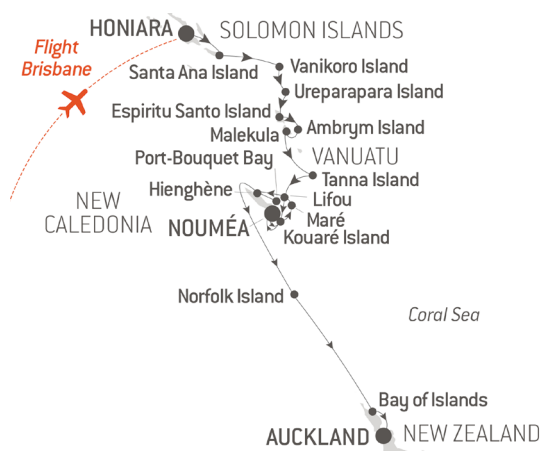 HONIARA
SOLOMON ISLANDS
Flight
Brisbane
Santa Ana Island
Vanikoro Island
Ureparapara Island
Espiritu Santo Island
Ambrym Island
Malekula
Port-Bouquet Bay
VANUATU
Tanna Island
Hienghène
Lifou
NEW
CALEDONIA
Maré
NOUMÉA
Kouaré Island
Norfolk Island
Coral Sea
Bay of Islands
AUCKLAND
NEW ZEALAND